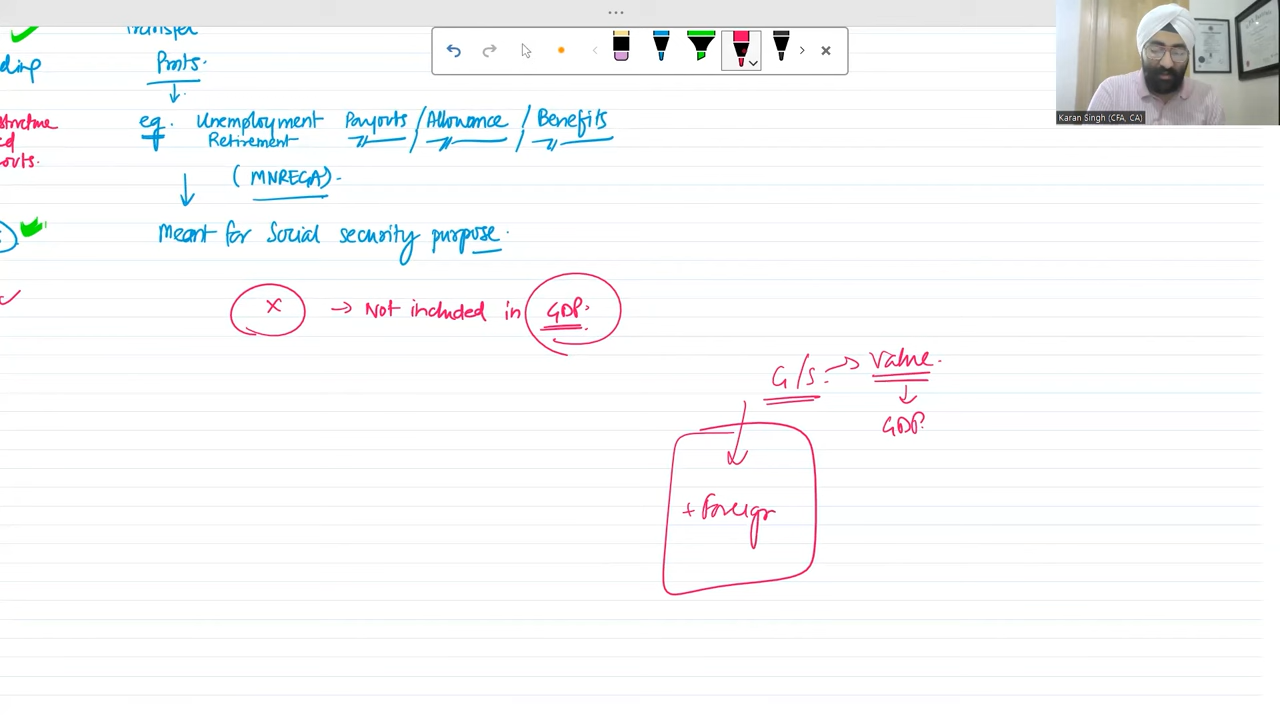 Transfer
Pmts.
eg. Unemployment Payouts / Allowance / Benefits
Retirement
(MNREGA).
Meant for Social security purpose.
X → Not included in GDP.
G/S. → Value.
GDP.
+ Foreign
Karan Singh (CFA, CA)